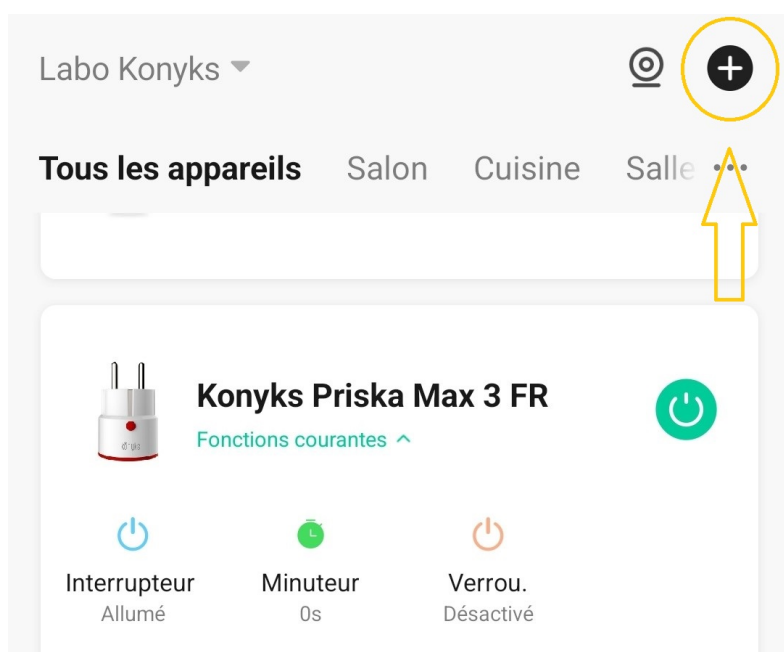 Labo Konyks
Tous les appareils Salon Cuisine Salle
Konyks Priska Max 3 FR
Fonctions courantes
Interrupteur Minuteur Verrou.
Allumé 0s Désactivé